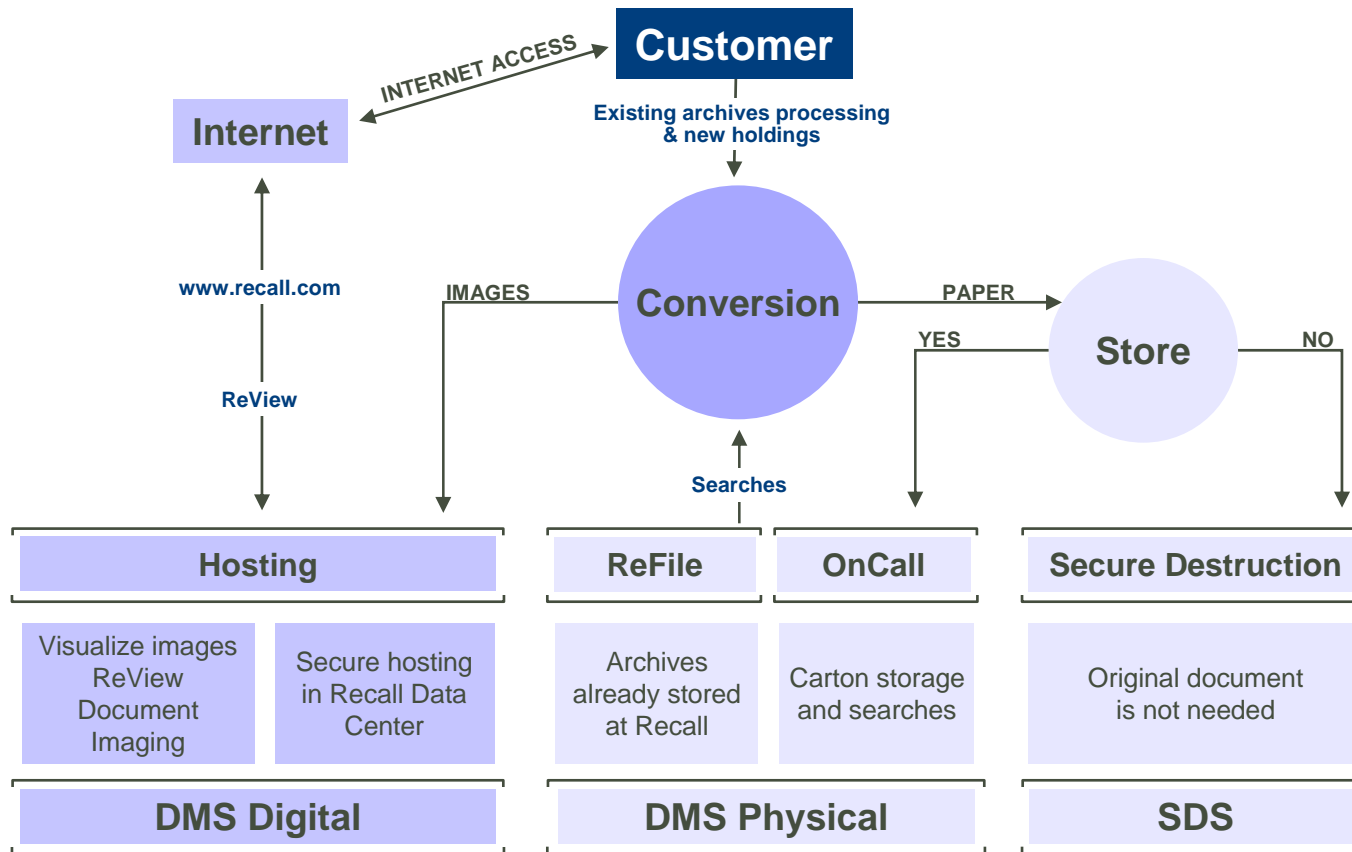 Customer
INTERNET ACCESS
Existing archives processing
& new holdings
Internet
www.recall.com
ReView
IMAGES
Conversion
PAPER
YES
Store
NO
Searches
Hosting
ReFile
OnCall
Secure Destruction
Visualize images
ReView
Document
Imaging
Secure hosting
in Recall Data
Center
Archives
already stored
at Recall
Carton storage
and searches
Original document
is not needed
DMS Digital
DMS Physical
SDS